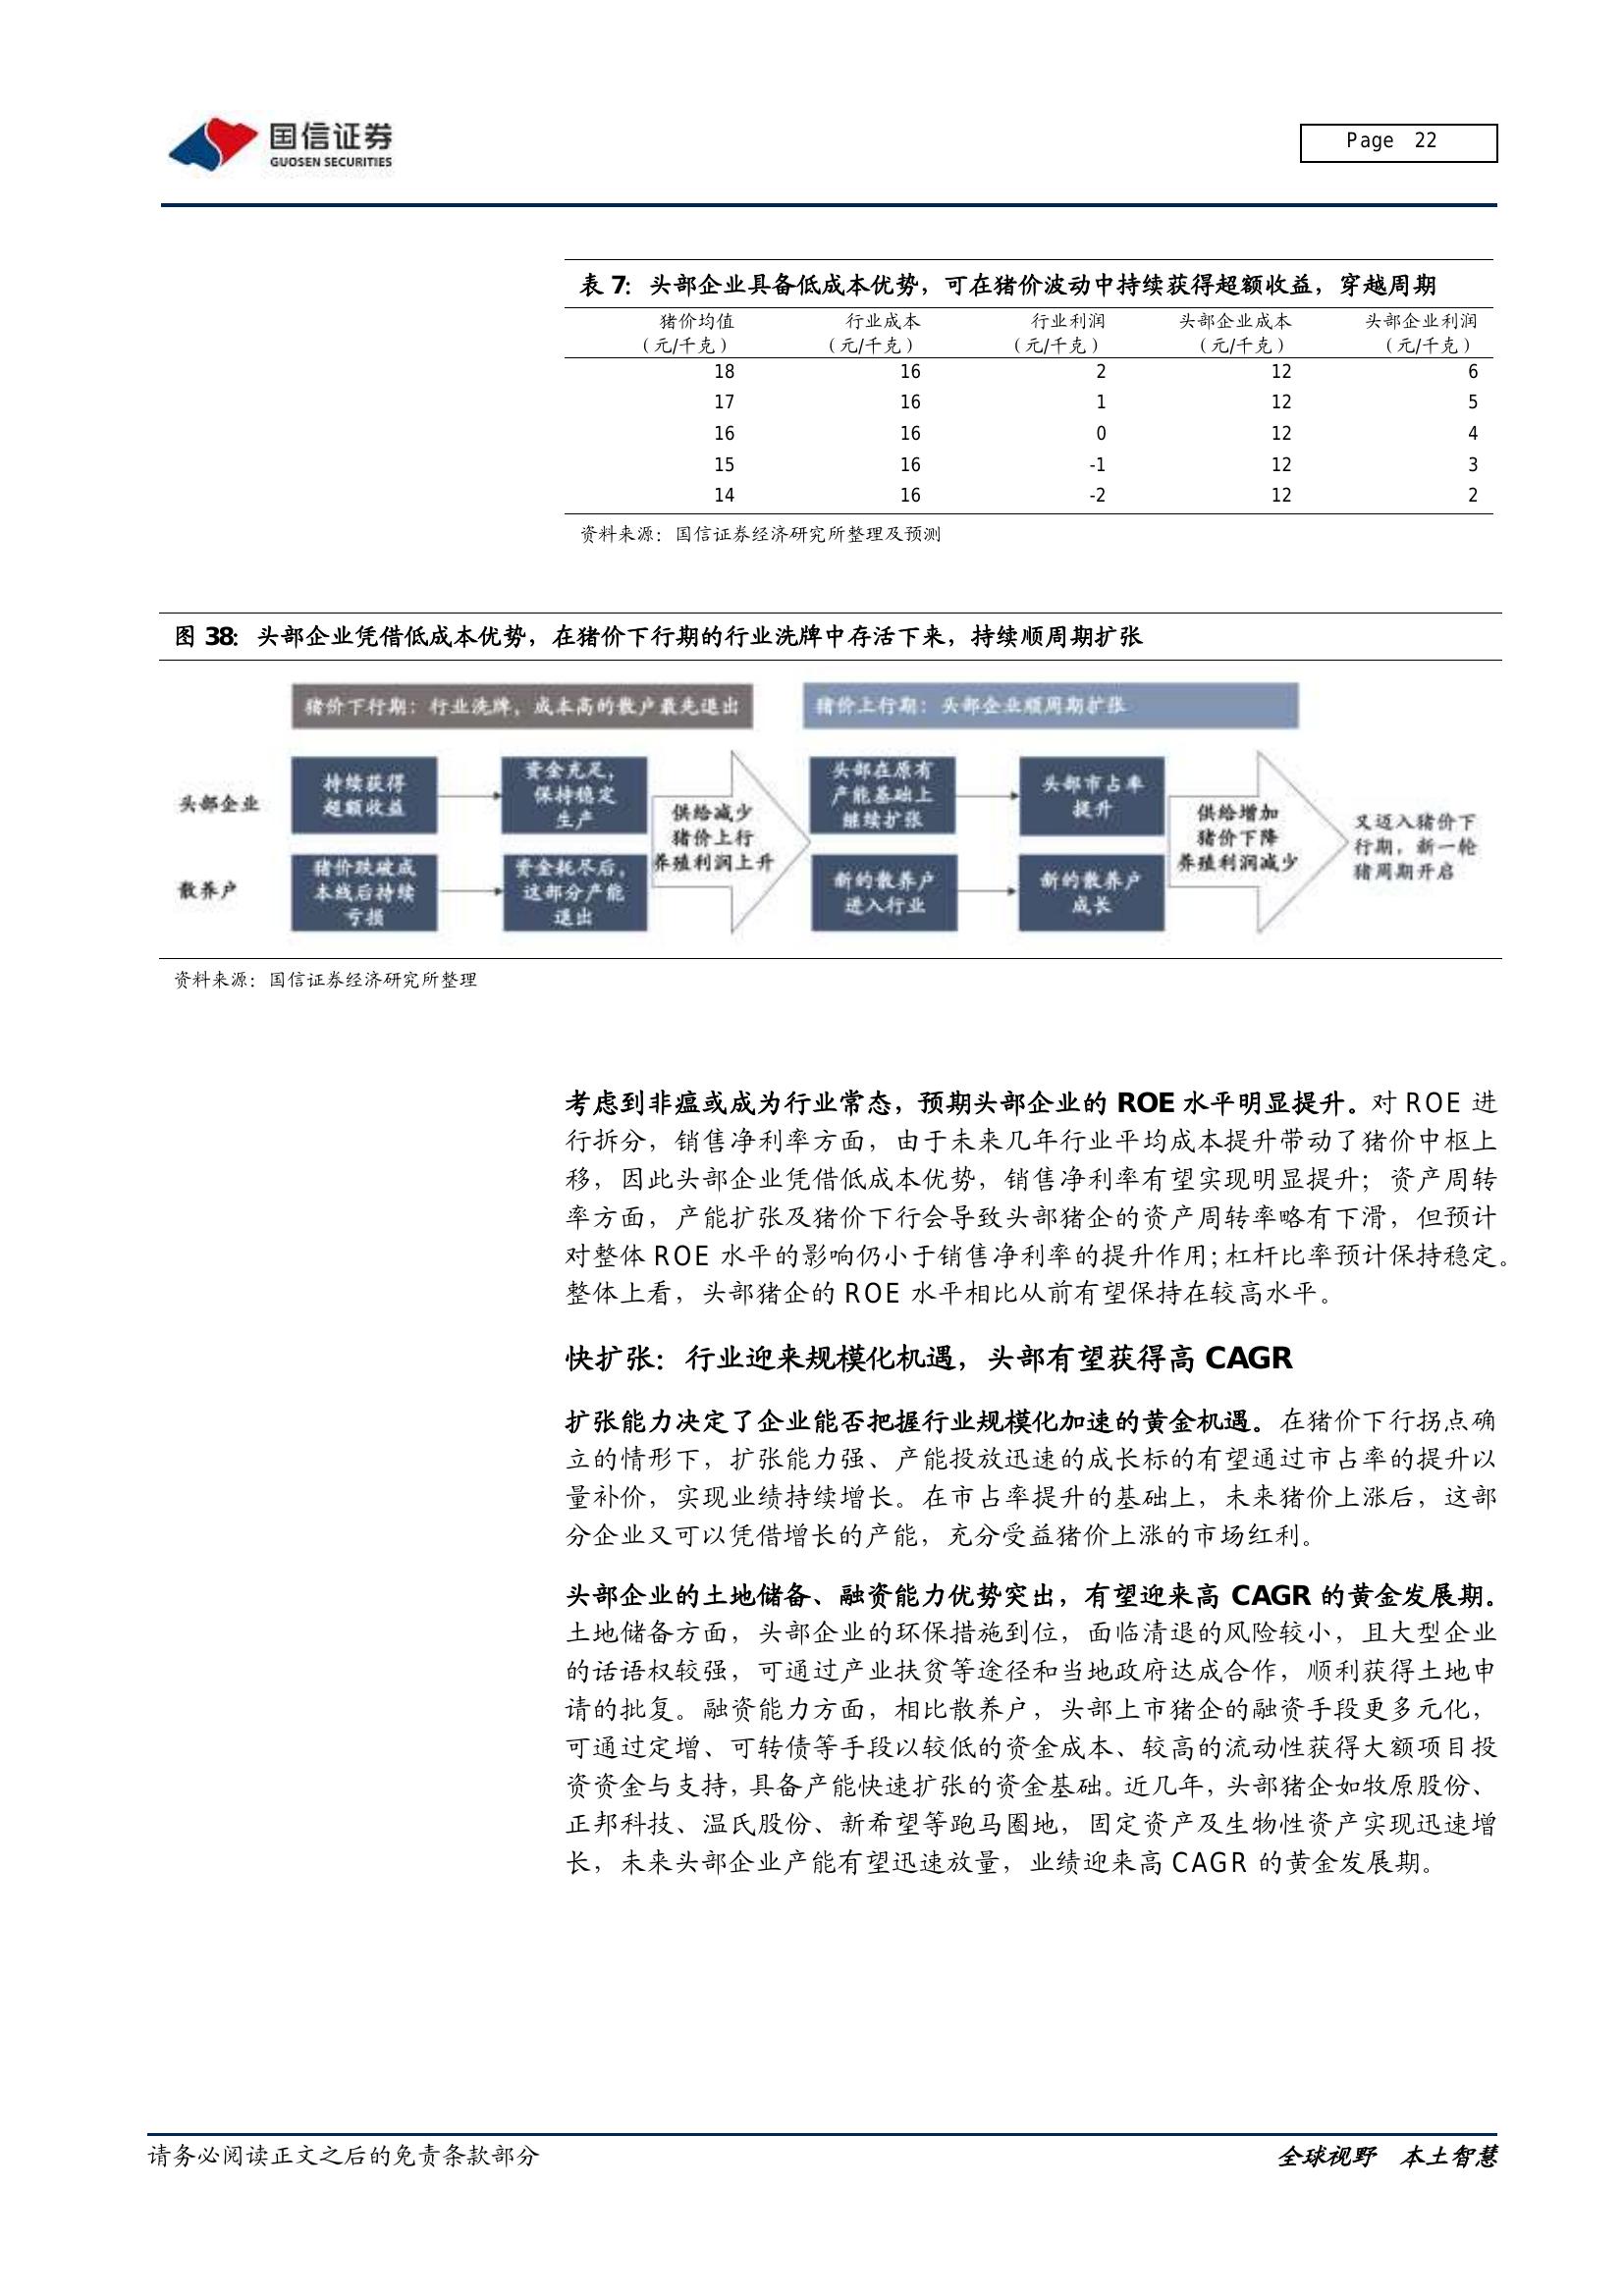 国信证券
GUOSEN SECURITIES
Page 22
表 7：头部企业具备低成本优势，可在猪价波动中持续获得超额收益，穿越周期
猪价均值 行业成本 行业利润 头部企业成本 头部企业利润
（元/千克） （元/千克） （元/千克） （元/千克） （元/千克）
18 16 2 12 6
17 16 1 12 5
16 16 0 12 4
15 16 -1 12 3
14 16 -2 12 2
资料来源：国信证券经济研究所整理及预测
图 38：头部企业凭借低成本优势，在猪价下行期的行业洗牌中存活下来，持续顺周期扩张
猪价下行期：行业洗牌，成本高的散户最先退出
猪价上行期：头部企业顺周期扩张
头部企业
持续获得
超额收益
资金充足，
保持稳定
生产
散养户
猪价跌破成
本线后持续
亏损
资金耗尽后，
这部分产能
退出
供给减少
猪价上行
养殖利润上升
头部在原有
产能基础上
继续扩张
头部市占率
提升
新的散养户
进入行业
新的散养户
成长
供给增加
猪价下降
养殖利润减少
又迈入猪价下
行期，新一轮
猪周期开启
资料来源：国信证券经济研究所整理
考虑到非瘟或成为行业常态，预期头部企业的 ROE 水平明显提升。对 ROE 进
行拆分，销售净利率方面，由于未来几年行业平均成本提升带动了猪价中枢上
移，因此头部企业凭借低成本优势，销售净利率有望实现明显提升；资产周转
率方面，产能扩张及猪价下行会导致头部猪企的资产周转率略有下滑，但预计
对整体 ROE 水平的影响仍小于销售净利率的提升作用；杠杆比率预计保持稳定。
整体上看，头部猪企的 ROE 水平相比从前有望保持在较高水平。
快扩张：行业迎来规模化机遇，头部有望获得高 CAGR
扩张能力决定了企业能否把握行业规模化加速的黄金机遇。在猪价下行拐点确
立的情形下，扩张能力强、产能投放迅速的成长标的有望通过市占率的提升以
量补价，实现业绩持续增长。在市占率提升的基础上，未来猪价上涨后，这部
分企业又可以凭借增长的产能，充分受益猪价上涨的市场红利。
头部企业的土地储备、融资能力优势突出，有望迎来高 CAGR 的黄金发展期。
土地储备方面，头部企业的环保措施到位，面临清退的风险较小，且大型企业
的话语权较强，可通过产业扶贫等途径和当地政府达成合作，顺利获得土地申
请的批复。融资能力方面，相比散养户，头部上市猪企的融资手段更多元化，
可通过定增、可转债等手段以较低的资金成本、较高的流动性获得大额项目投
资资金与支持，具备产能快速扩张的资金基础。近几年，头部猪企如牧原股份、
正邦科技、温氏股份、新希望等跑马圈地，固定资产及生物性资产实现迅速增
长，未来头部企业产能有望迅速放量，业绩迎来高 CAGR 的黄金发展期。
请务必阅读正文之后的免责条款部分
全球视野 本土智慧